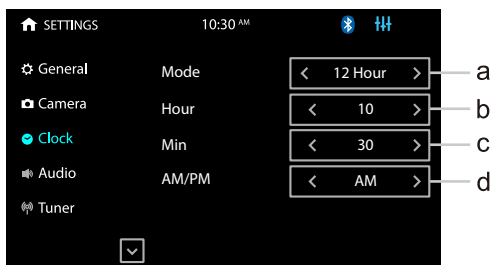 SETTINGS 10:30 AM
General
Mode < 12 Hour > a
Camera
Hour < 10 > b
Clock
Min < 30 > c
Audio
AM/PM < AM > d
Tuner